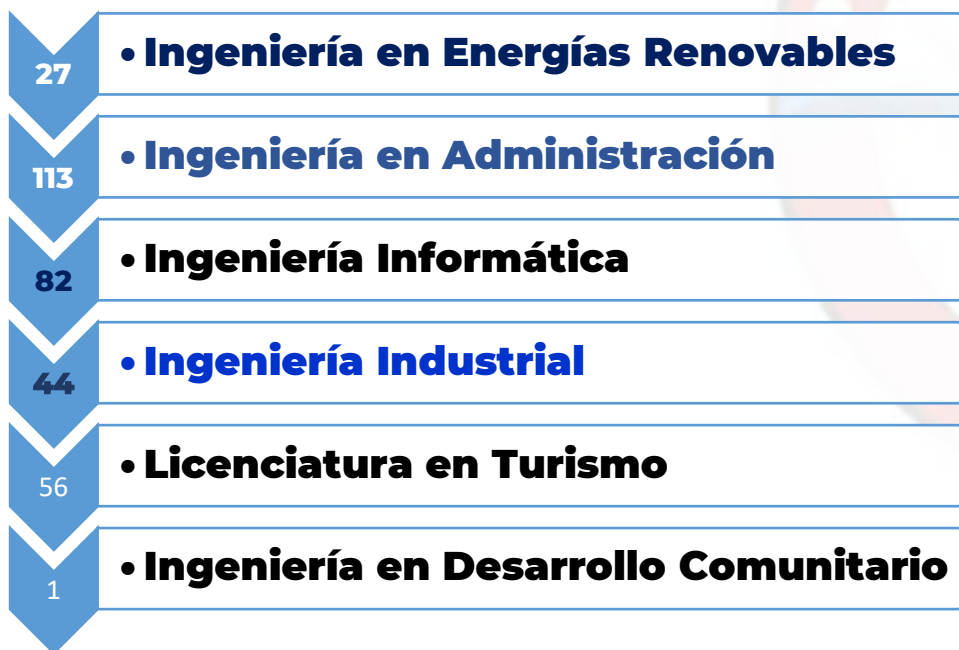 27
• Ingeniería en Energías Renovables
113
• Ingeniería en Administración
82
• Ingeniería Informática
44
• Ingeniería Industrial
56
• Licenciatura en Turismo
1
• Ingeniería en Desarrollo Comunitario